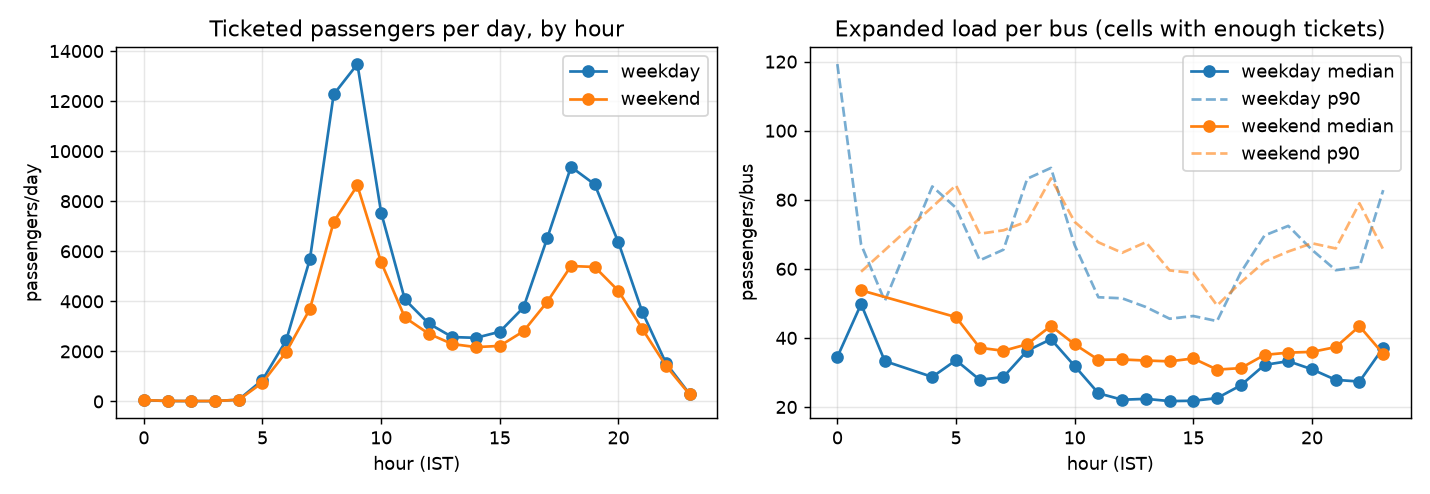 Ticketed passengers per day, by hour
passengers/day
14000
12000
10000
8000
6000
4000
2000
0
0
5
10
15
20
hour (IST)
weekday
weekend
Expanded load per bus (cells with enough tickets)
passengers/bus
120
100
80
60
40
20
0
5
10
15
20
hour (IST)
weekday median
weekday p90
weekend median
weekend p90